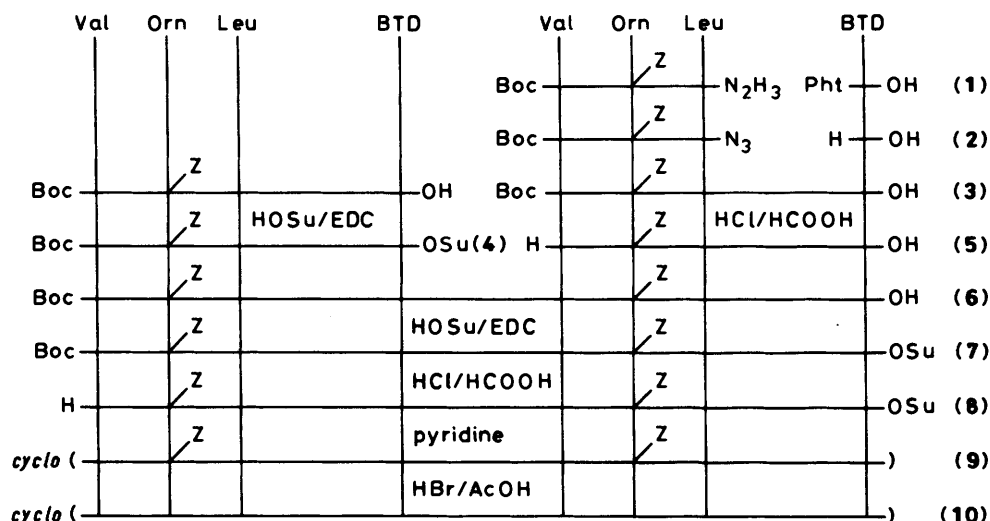 Val Orn Leu BTD Val Orn Leu BTD
Z
Boc N₂H₃ Pht OH (1)
Z
Boc N₃ H OH (2)
Z Z
Boc OH Boc OH (3)
Z HOSu/EDC Z HCl/HCOOH
Boc OSu(4) H OH (5)
Z Z
Boc OH (6)
Z HOSu/EDC Z
Boc OSu (7)
Z HCl/HCOOH Z
H OSu (8)
Z pyridine Z
cyclo ( ) (9)
HBr/AcOH
cyclo ( ) (10)